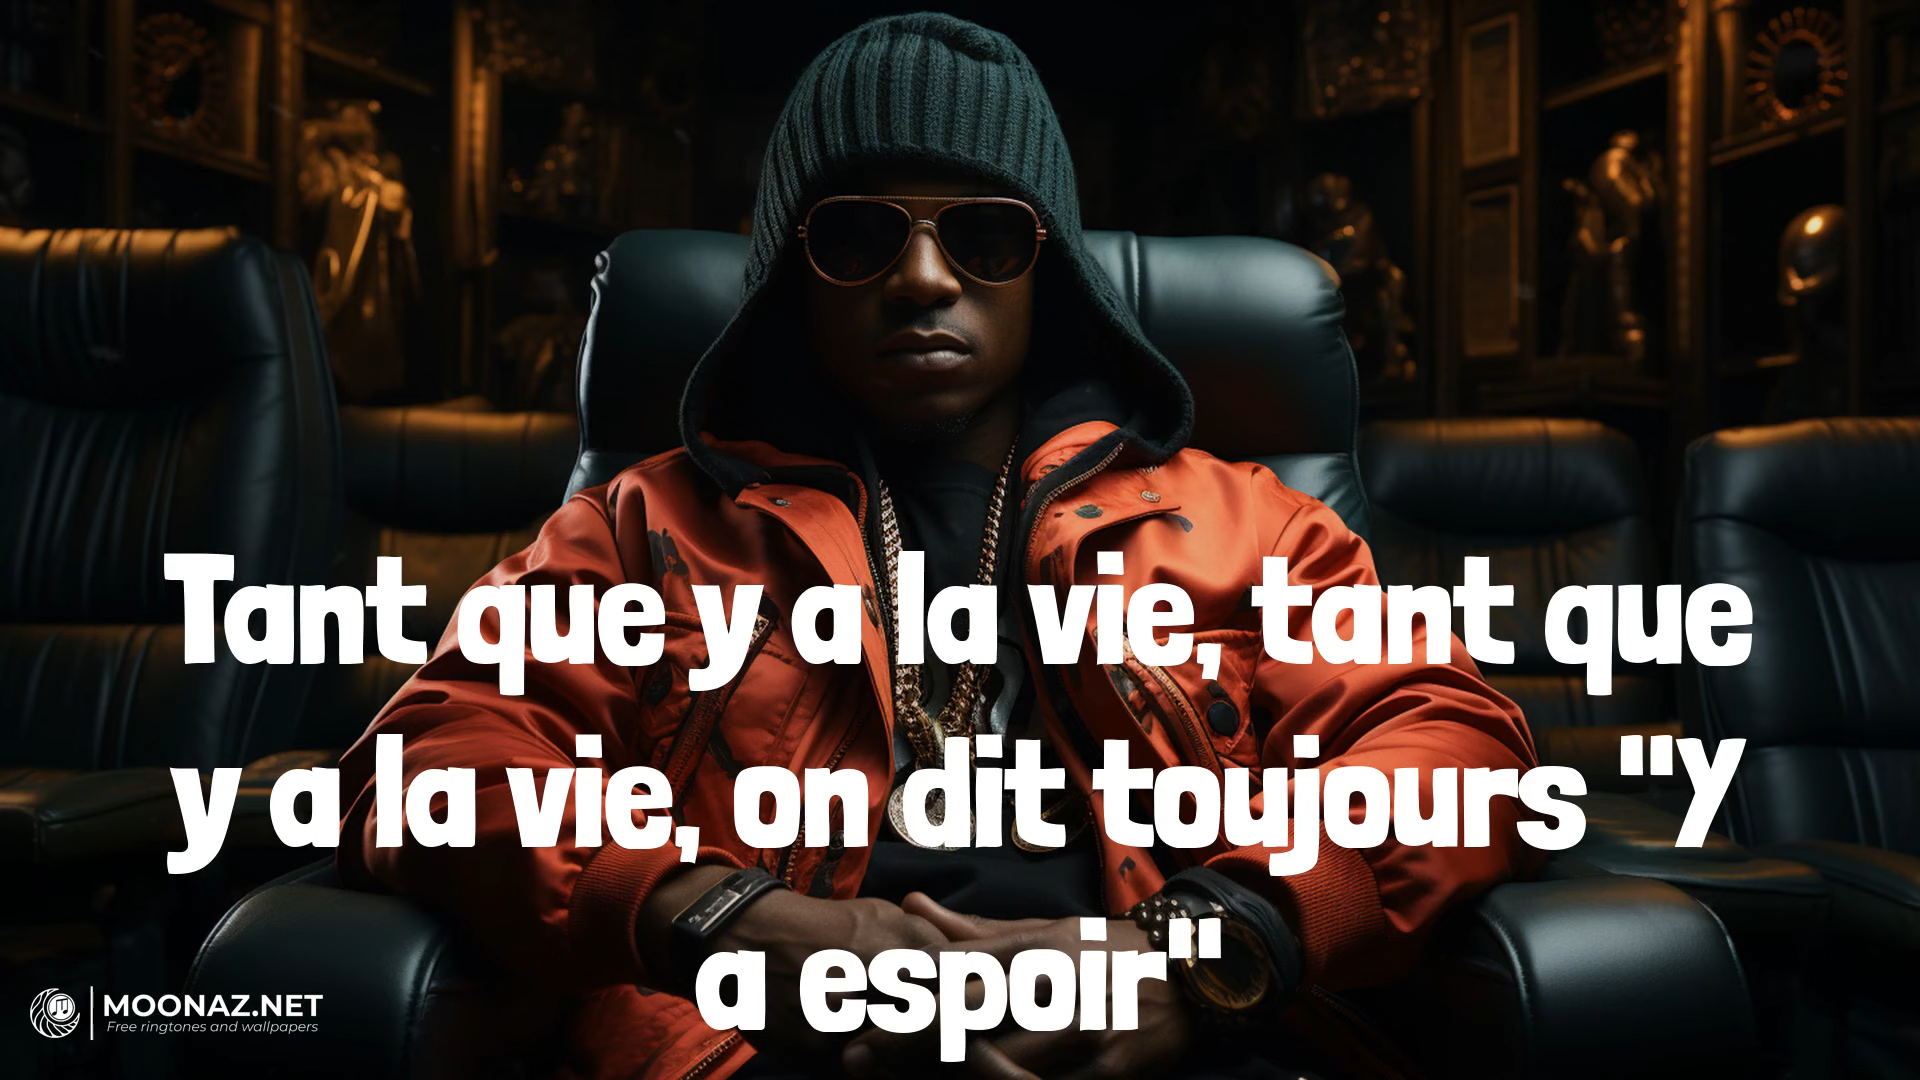 Tant que y a la vie, tant que
y a la vie, on dit toujours "Y
a espoir"
MOONAZ.NET
Free ringtones and wallpapers